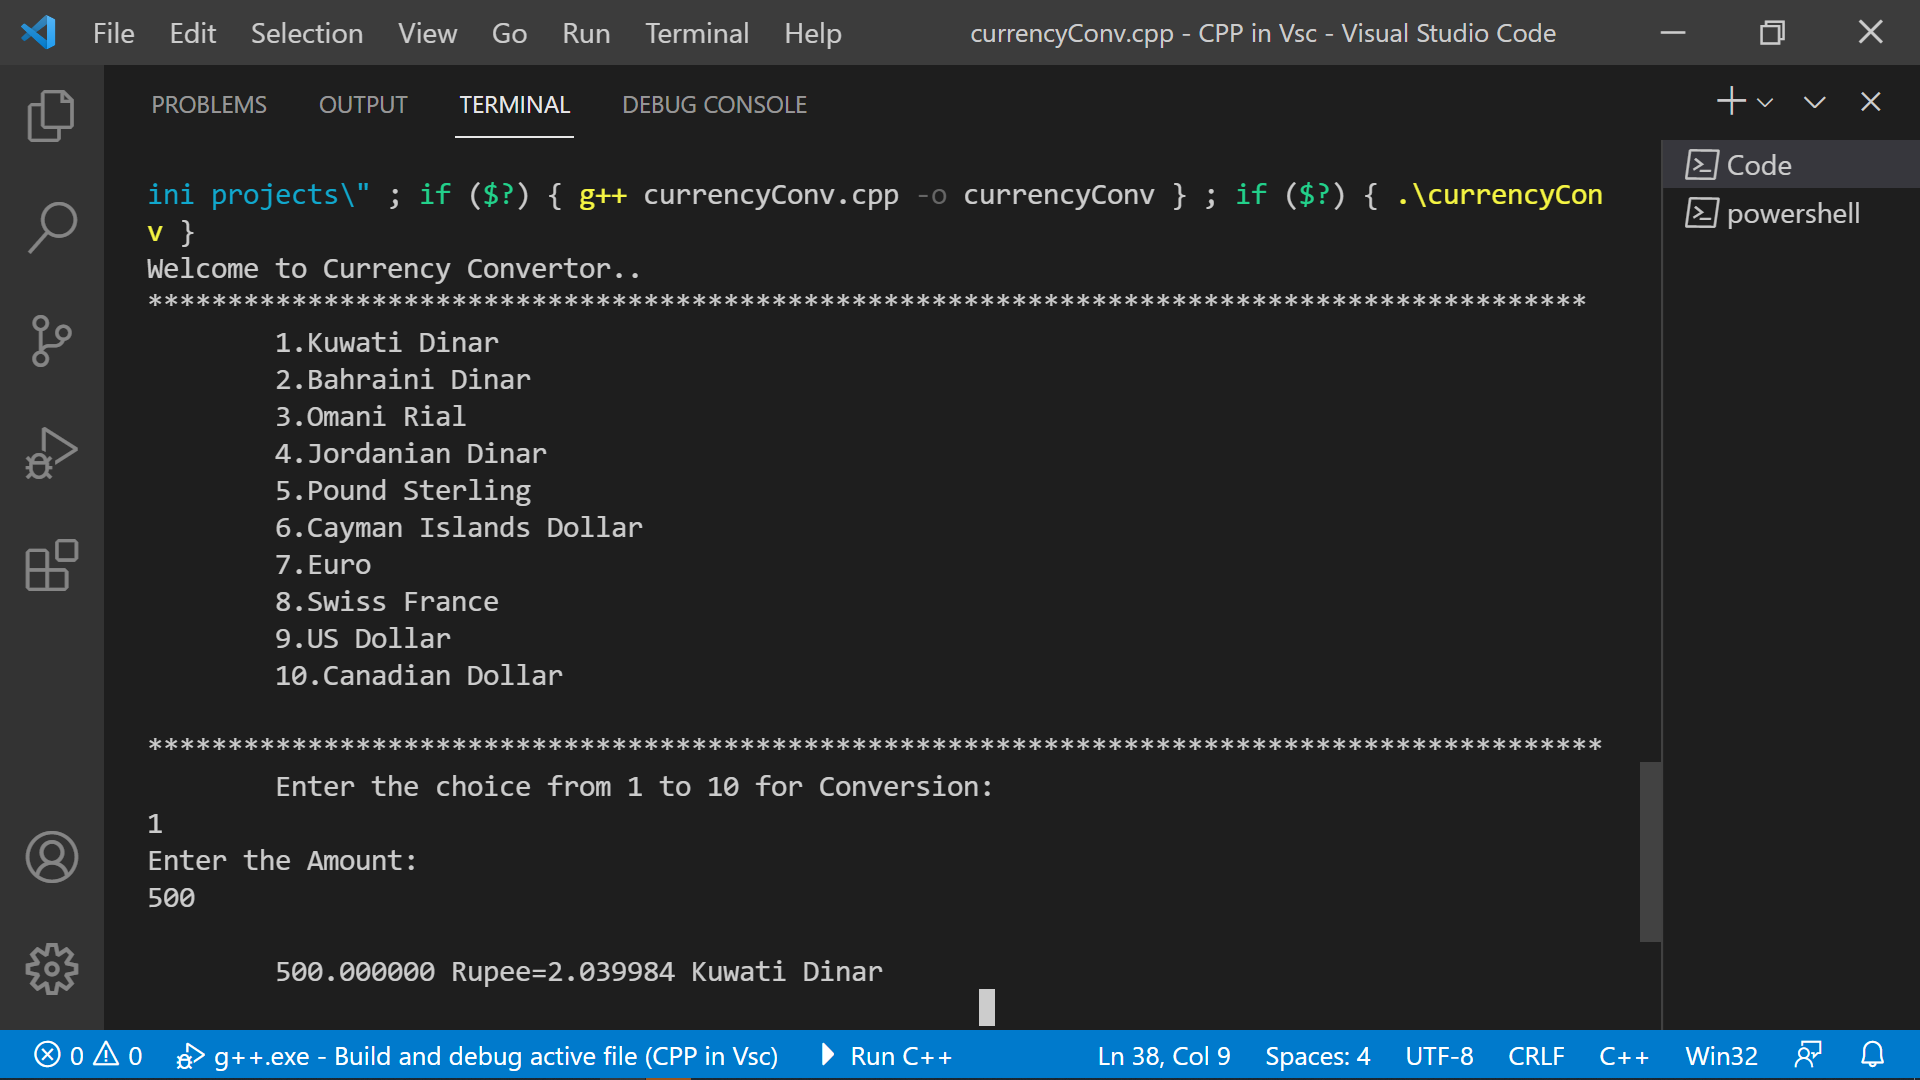 File Edit Selection View Go Run Terminal Help currencyConv.cpp - CPP in Vsc - Visual Studio Code
PROBLEMS OUTPUT TERMINAL DEBUG CONSOLE
Code
powershell
ini projects\" ; if ($?) { g++ currencyConv.cpp -o currencyConv } ; if ($?) { .\currencyCon
v }
Welcome to Currency Convertor..
******************************************************************************************
1.Kuwati Dinar
2.Bahraini Dinar
3.Omani Rial
4.Jordanian Dinar
5.Pound Sterling
6.Cayman Islands Dollar
7.Euro
8.Swiss France
9.US Dollar
10.Canadian Dollar
*******************************************************************************************
Enter the choice from 1 to 10 for Conversion:
1
Enter the Amount:
500
500.000000 Rupee=2.039984 Kuwati Dinar
0 0 g++.exe - Build and debug active file (CPP in Vsc) Run C++ Ln 38, Col 9 Spaces: 4 UTF-8 CRLF C++ Win32